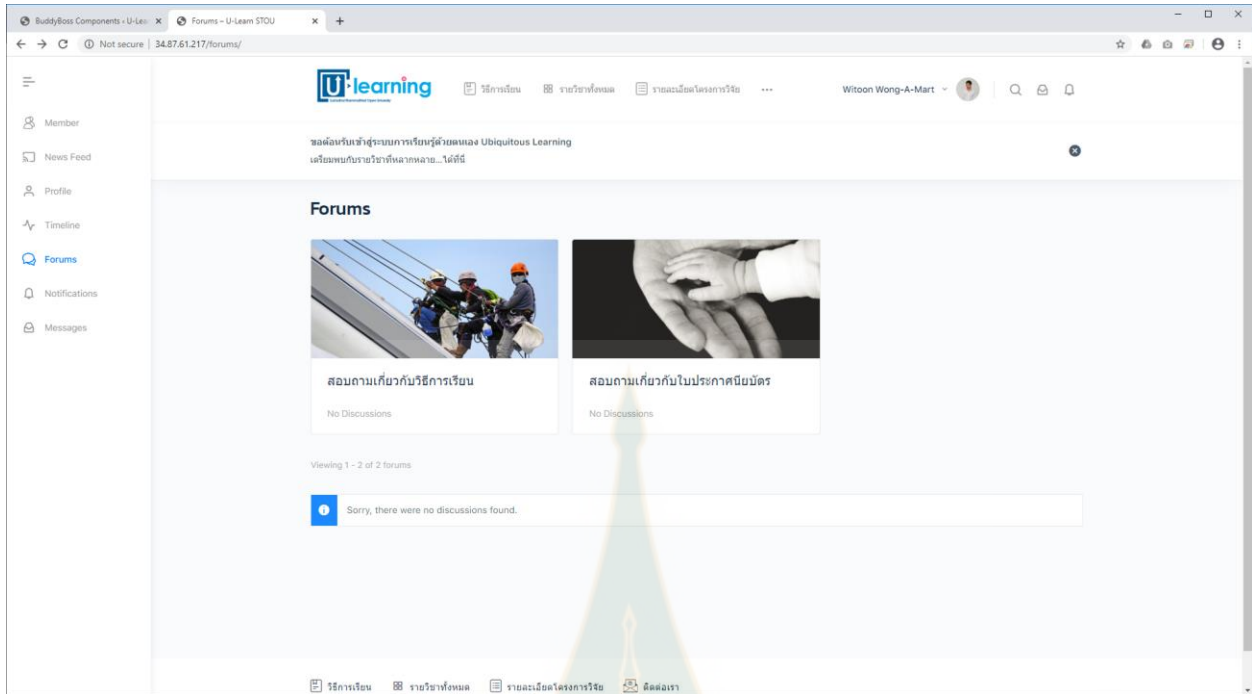 BuddyBoss Components ‹ U-Lea
Forums – U-Learn STOU
Not secure | 34.87.61.217/forums/
U learning
วิธีการเรียน
รายวิชาทั้งหมด
รายละเอียดโครงการวิจัย
Witoon Wong-A-Mart
Member
News Feed
Profile
Timeline
Forums
Notifications
Messages
ขอต้อนรับเข้าสู่ระบบการเรียนรู้ด้วยตนเอง Ubiquitous Learning
เตรียมพบกับรายวิชาที่หลากหลาย...ได้ที่นี่
Forums
สอบถามเกี่ยวกับวิธีการเรียน
No Discussions
สอบถามเกี่ยวกับใบประกาศนียบัตร
No Discussions
Viewing 1 - 2 of 2 forums
Sorry, there were no discussions found.
วิธีการเรียน
รายวิชาทั้งหมด
รายละเอียดโครงการวิจัย
ติดต่อเรา